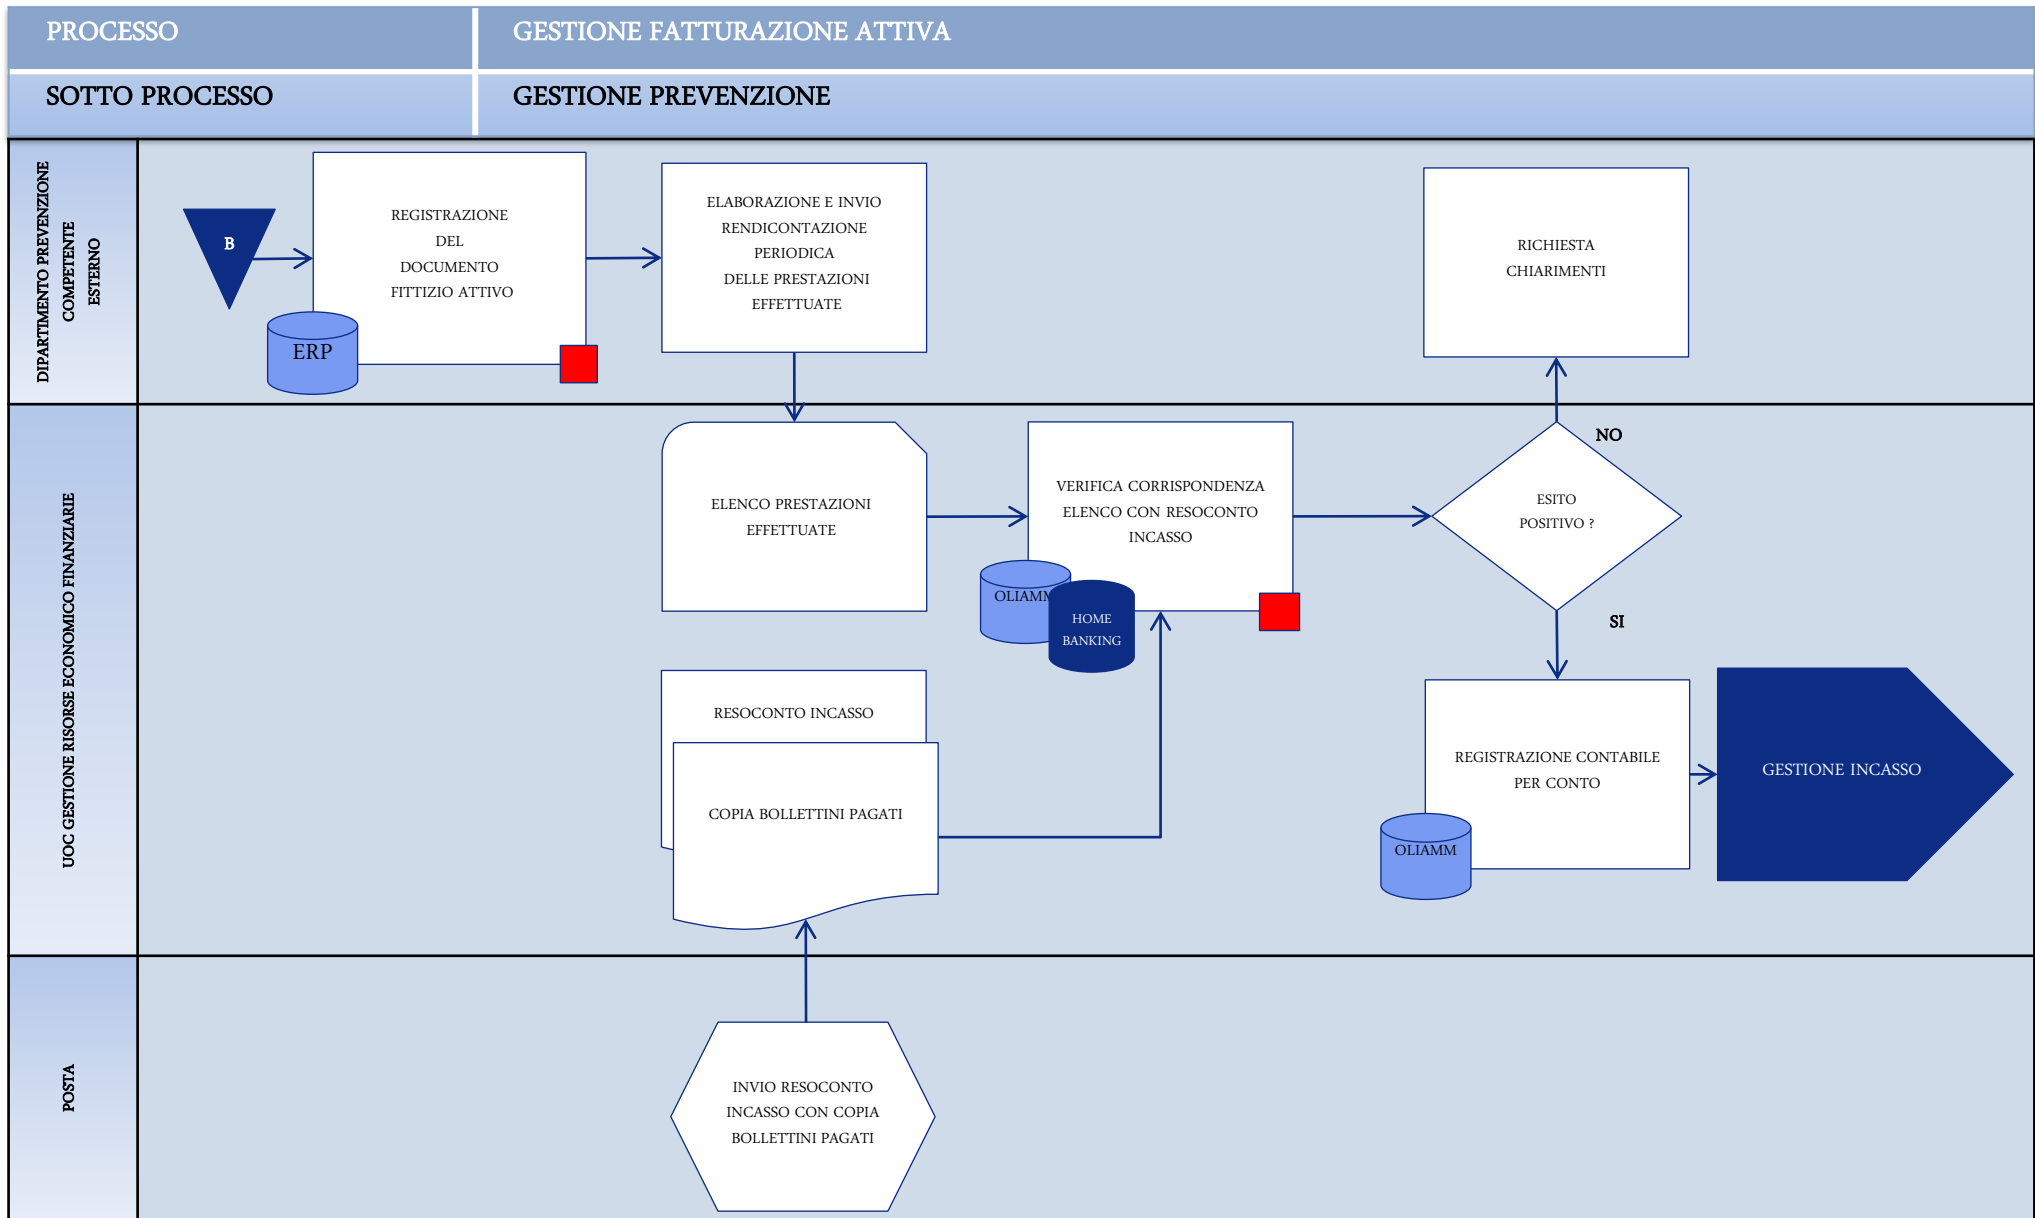 PROCESSO
GESTIONE FATTURAZIONE ATTIVA
SOTTO PROCESSO
GESTIONE PREVENZIONE
DIPARTIMENTO PREVENZIONE
COMPETENTE
ESTERNO
B
REGISTRAZIONE
DEL
DOCUMENTO
FITTIZIO ATTIVO
ERP
ELABORAZIONE E INVIO
RENDICONTAZIONE
PERIODICA
DELLE PRESTAZIONI
EFFETTUATE
RICHIESTA
CHIARIMENTI
UOC GESTIONE RISORSE ECONOMICO FINANZIARIE
ELENCO PRESTAZIONI
EFFETTUATE
VERIFICA CORRISPONDENZA
ELENCO CON RESOCONTO
INCASSO
OLIAMM
HOME
BANKING
NO
ESITO
POSITIVO ?
SI
RESOCONTO INCASSO
COPIA BOLLETTINI PAGATI
REGISTRAZIONE CONTABILE
PER CONTO
OLIAMM
GESTIONE INCASSO
POSTA
INVIO RESOCONTO
INCASSO CON COPIA
BOLLETTINI PAGATI